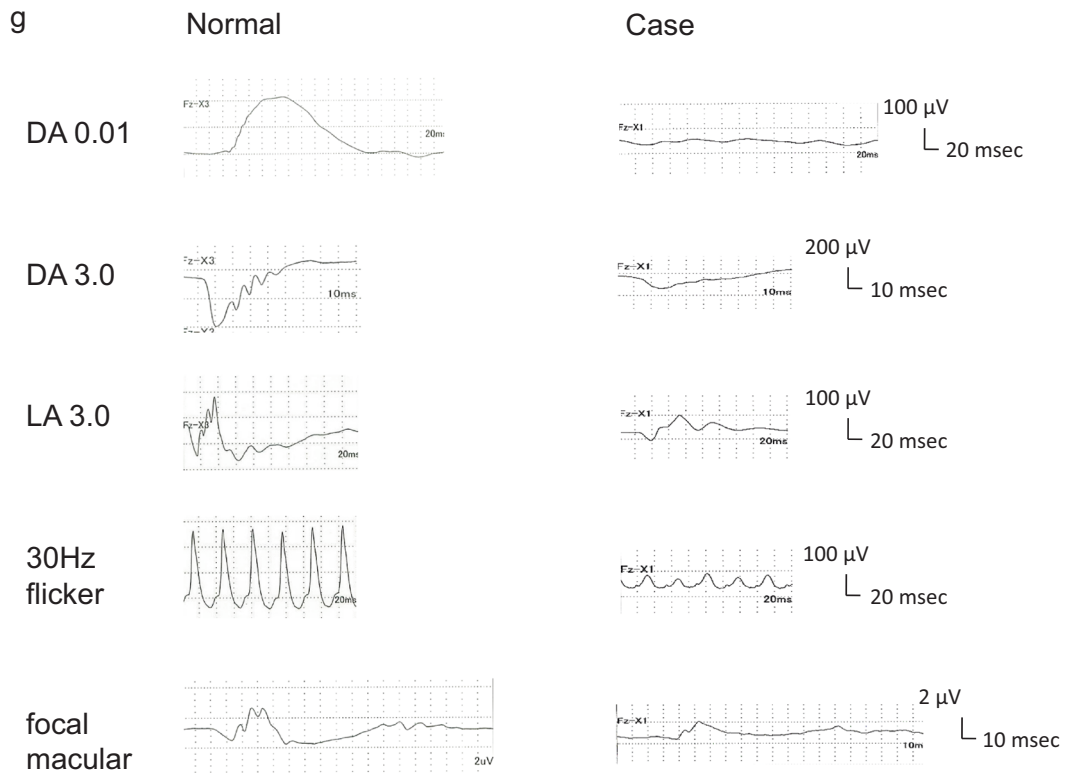 g
Normal
Case
DA 0.01
Fz-X3
20ms
Fz-X1
20ms
100 µV
20 msec
DA 3.0
Fz-X3
10ms
Fz-X1
10ms
200 µV
10 msec
LA 3.0
Fz-X3
20ms
Fz-X1
20ms
100 µV
20 msec
30Hz
flicker
20ms
Fz-X1
20ms
100 µV
20 msec
focal
macular
2uV
Fz-X1
10m
2 µV
10 msec